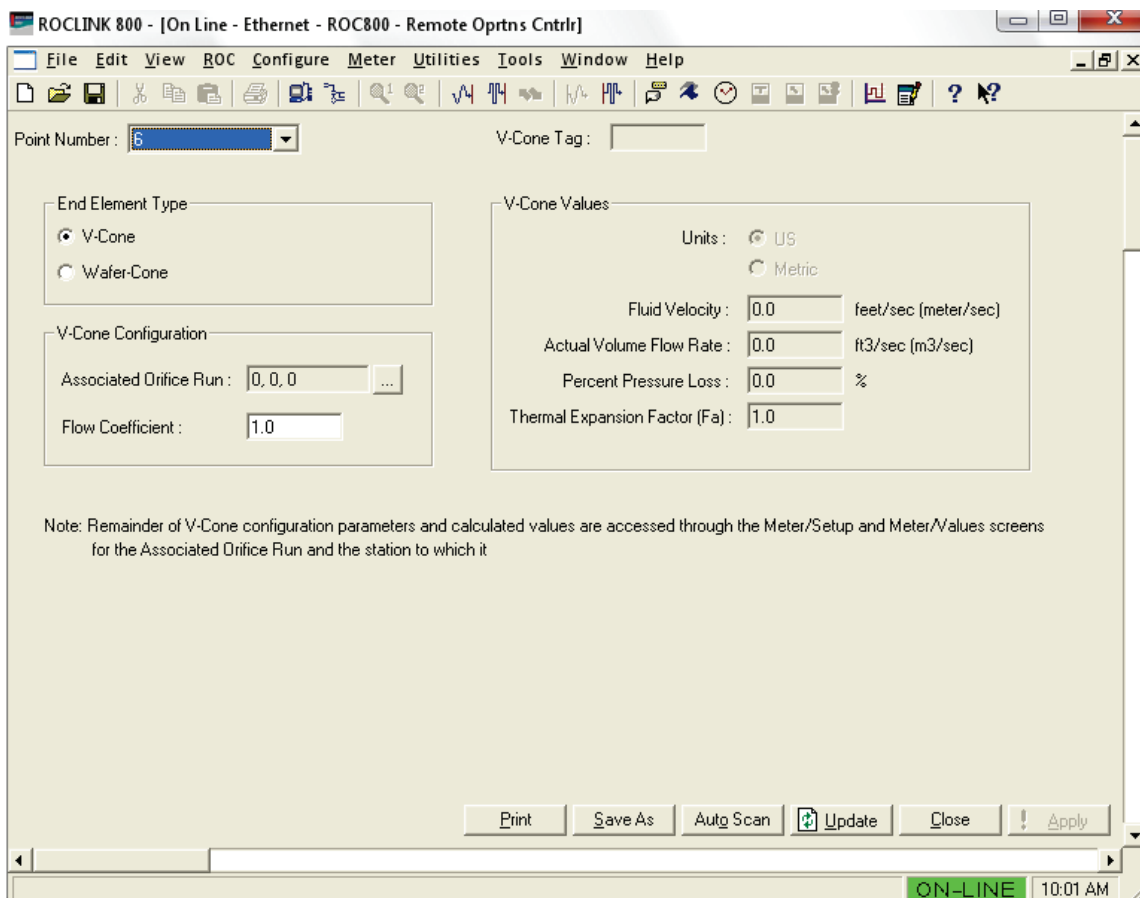 ROCLINK 800 - [On Line - Ethernet - ROC800 - Remote Oprtns Cntrlr]
File Edit View ROC Configure Meter Utilities Tools Window Help
Point Number : 6
V-Cone Tag :
End Element Type
V-Cone
Wafer-Cone
V-Cone Configuration
Associated Orifice Run : 0, 0, 0 ...
Flow Coefficient : 1.0
V-Cone Values
Units : US
Metric
Fluid Velocity : 0.0 feet/sec (meter/sec)
Actual Volume Flow Rate : 0.0 ft3/sec (m3/sec)
Percent Pressure Loss : 0.0 %
Thermal Expansion Factor (Fa) : 1.0
Note: Remainder of V-Cone configuration parameters and calculated values are accessed through the Meter/Setup and Meter/Values screens
for the Associated Orifice Run and the station to which it
Print Save As Auto Scan Update Close ! Apply
ON-LINE 10:01 AM